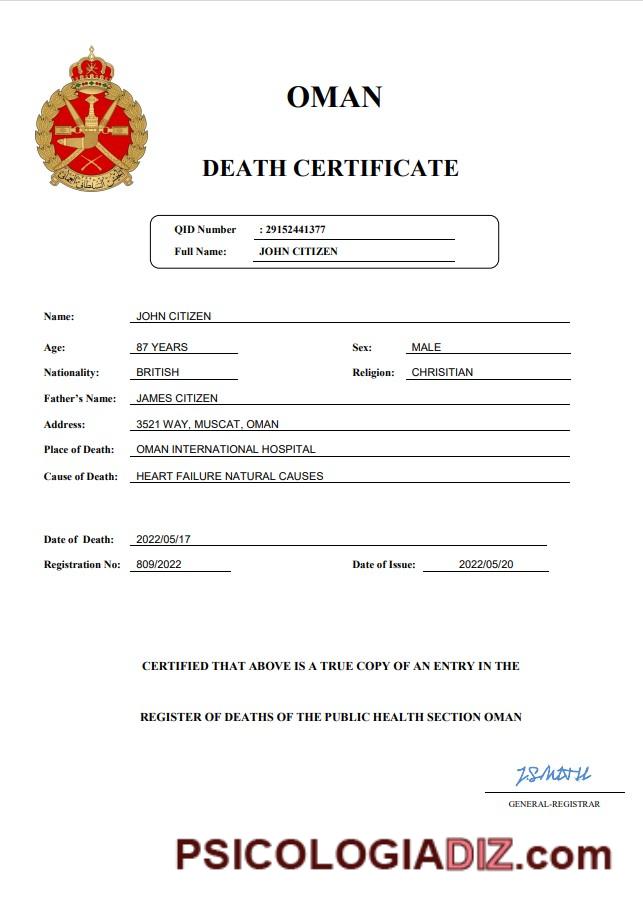 OMAN
DEATH CERTIFICATE
QID Number : 29152441377
Full Name: JOHN CITIZEN
Name: JOHN CITIZEN
Age: 87 YEARS Sex: MALE
Nationality: BRITISH Religion: CHRISITIAN
Father's Name: JAMES CITIZEN
Address: 3521 WAY, MUSCAT, OMAN
Place of Death: OMAN INTERNATIONAL HOSPITAL
Cause of Death: HEART FAILURE NATURAL CAUSES
Date of Death: 2022/05/17
Registration No: 809/2022 Date of Issue: 2022/05/20
CERTIFIED THAT ABOVE IS A TRUE COPY OF AN ENTRY IN THE
REGISTER OF DEATHS OF THE PUBLIC HEALTH SECTION OMAN
GENERAL-REGISTRAR
PSICOLOGIADIZ.com